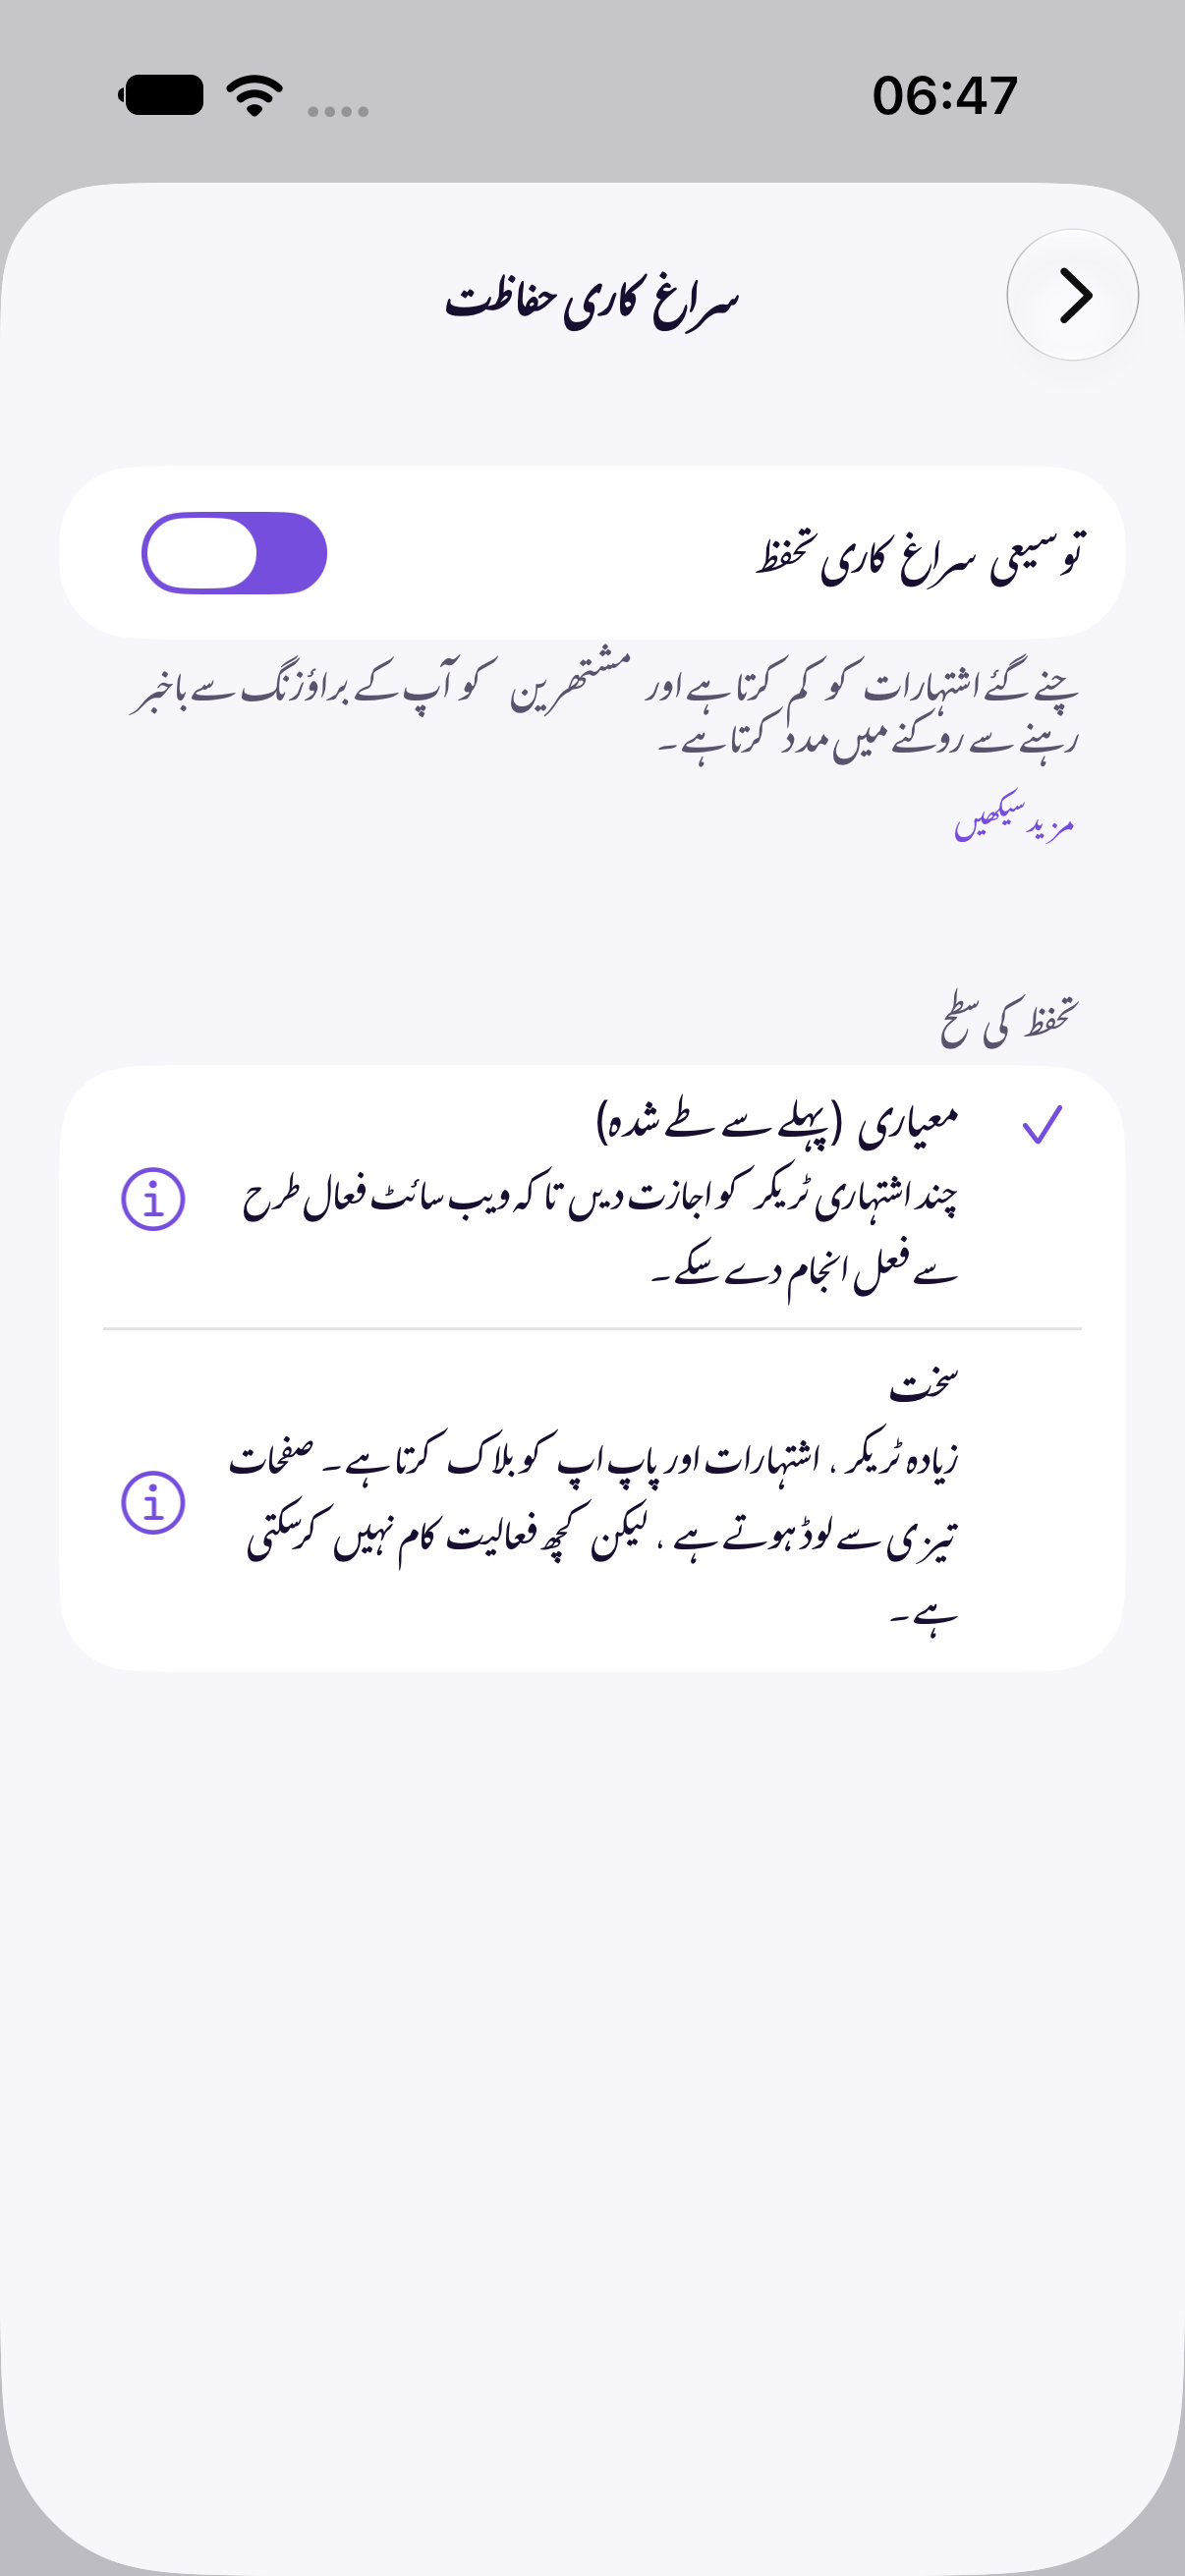 06:47
سراغ کاری حفاظت
توسیعی سراغ کاری تحفظ
چنے گئے اشتہارات کو کم کرتا ہے اور مشتھرین کو آپ کے براؤزنگ سے باخبر
رہنے سے روکنے میں مدد کرتا ہے۔
مزید سیکھیں
تحفظ کی سطح
معیاری (پہلے سے طے شدہ)
چند اشتہاری ٹریکر کو اجازت دیں تاکہ ویب سائٹ فعال طرح
سے فعل انجام دے سکے۔
سخت
زیادہ ٹریکر، اشتہارات اور پاپ اپ کو بلاک کرتا ہے۔ صفحات
تیزی سے لوڈ ہوتے ہے، لیکن کچھ فعالیت کام نہیں کرسکتی
ہے۔